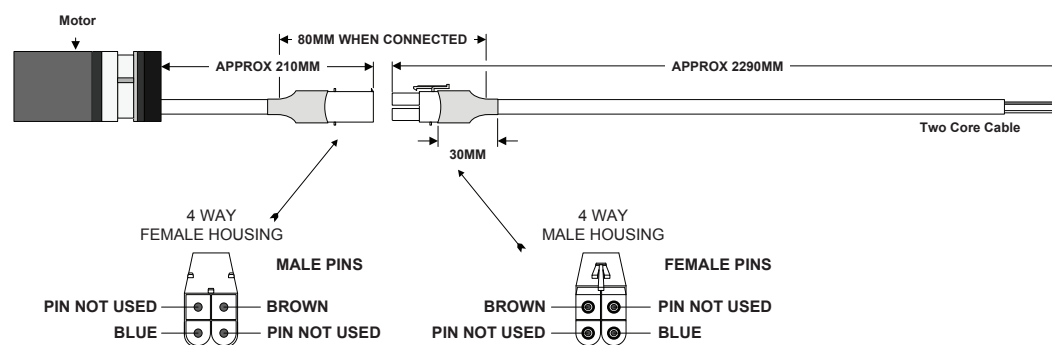 Motor
80MM WHEN CONNECTED
APPROX 210MM
APPROX 2290MM
Two Core Cable
30MM
4 WAY
FEMALE HOUSING
MALE PINS
PIN NOT USED
BROWN
BLUE
PIN NOT USED
4 WAY
MALE HOUSING
FEMALE PINS
BROWN
PIN NOT USED
PIN NOT USED
BLUE